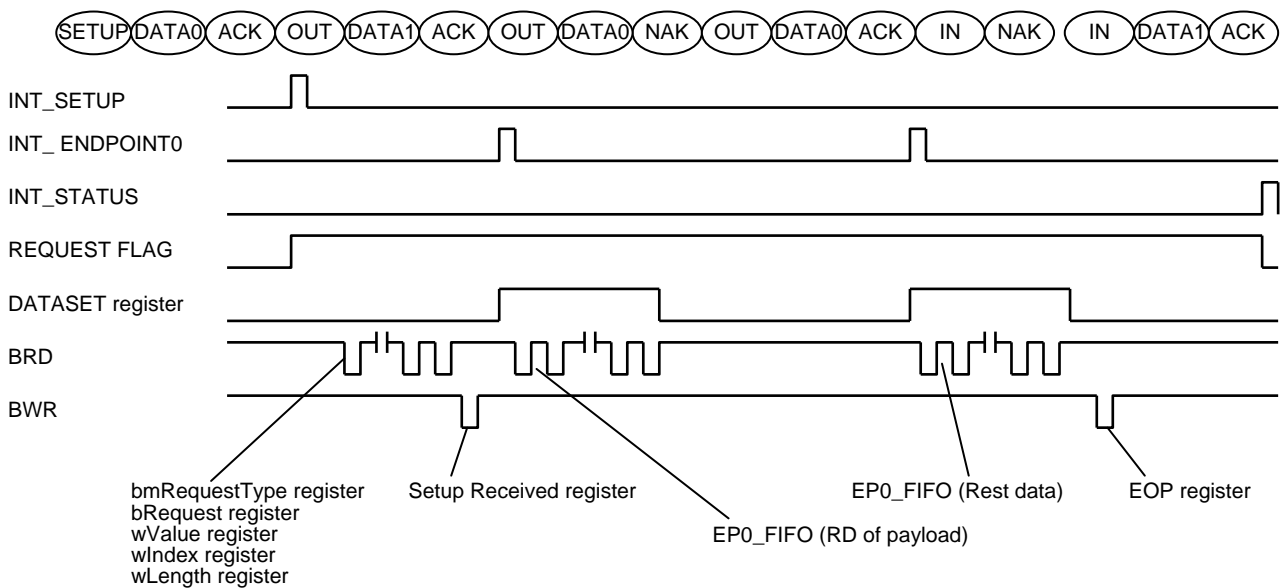 SETUP DATA0 ACK OUT DATA1 ACK OUT DATA0 NAK OUT DATA0 ACK IN NAK IN DATA1 ACK
INT_SETUP
INT_ ENDPOINT0
INT_STATUS
REQUEST FLAG
DATASET register
BRD
BWR
bmRequestType register
bRequest register
wValue register
wIndex register
wLength register
Setup Received register
EP0_FIFO (RD of payload)
EP0_FIFO (Rest data)
EOP register